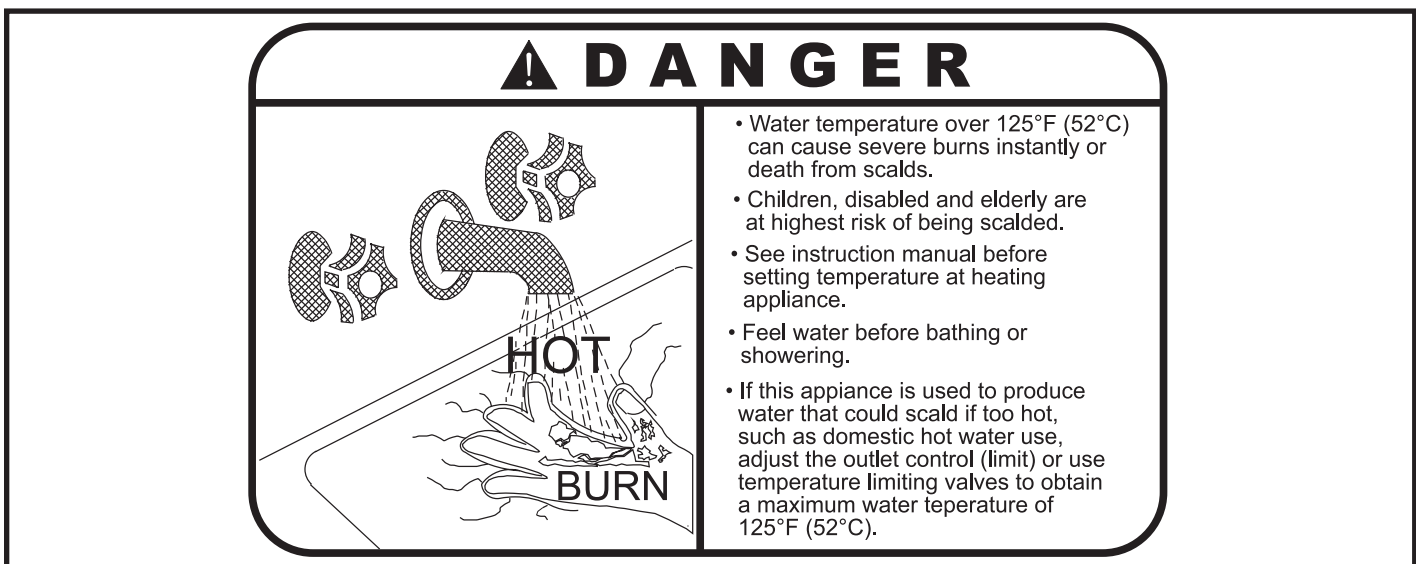 DANGER
HOT
BURN
• Water temperature over 125°F (52°C)
can cause severe burns instantly or
death from scalds.
• Children, disabled and elderly are
at highest risk of being scalded.
• See instruction manual before
setting temperature at heating
appliance.
• Feel water before bathing or
showering.
• If this appiance is used to produce
water that could scald if too hot,
such as domestic hot water use,
adjust the outlet control (limit) or use
temperature limiting valves to obtain
a maximum water teperature of
125°F (52°C).